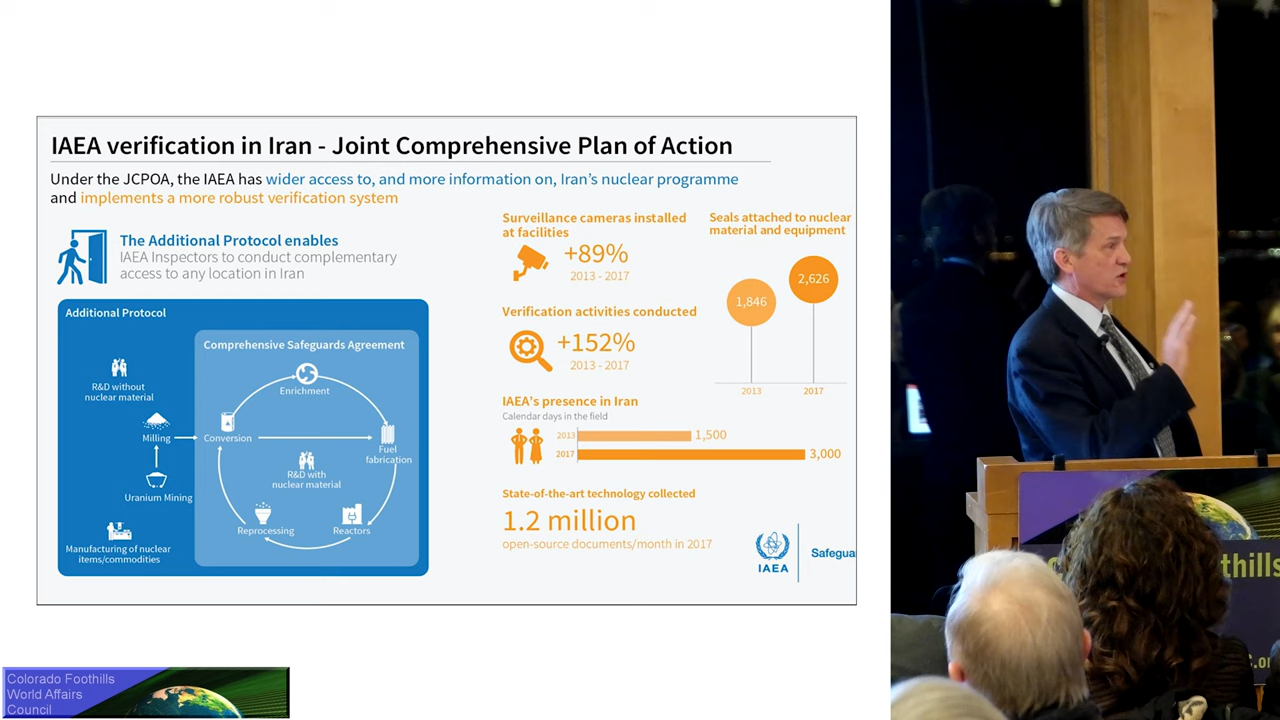 IAEA verification in Iran - Joint Comprehensive Plan of Action
Under the JCPOA, the IAEA has wider access to, and more information on, Iran's nuclear programme
and implements a more robust verification system
The Additional Protocol enables
IAEA Inspectors to conduct complementary
access to any location in Iran
Additional Protocol
Comprehensive Safeguards Agreement
R&D without
nuclear material
Enrichment
Milling
Conversion
Fuel
fabrication
R&D with
nuclear material
Uranium Mining
Reprocessing
Reactors
Manufacturing of nuclear
items/commodities
Surveillance cameras installed
at facilities
+89%
2013 - 2017
Verification activities conducted
+152%
2013 - 2017
Seals attached to nuclear
material and equipment
1,846
2,626
2013
2017
IAEA's presence in Iran
Calendar days in the field
2013
1,500
2017
3,000
State-of-the-art technology collected
1.2 million
open-source documents/month in 2017
IAEA
Safegua
Colorado Foothills
World Affairs
Council
thills